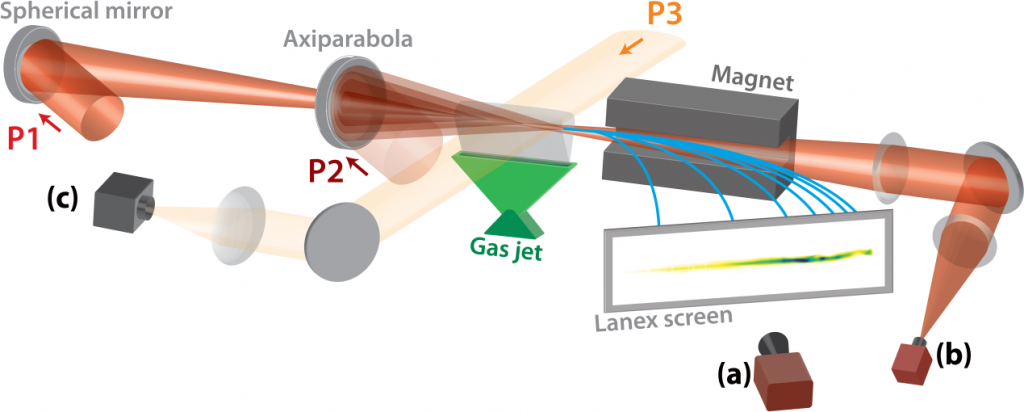 Spherical mirror
Axiparabola
P3
Magnet
P1
P2
(c)
Gas jet
Lanex screen
(a)
(b)